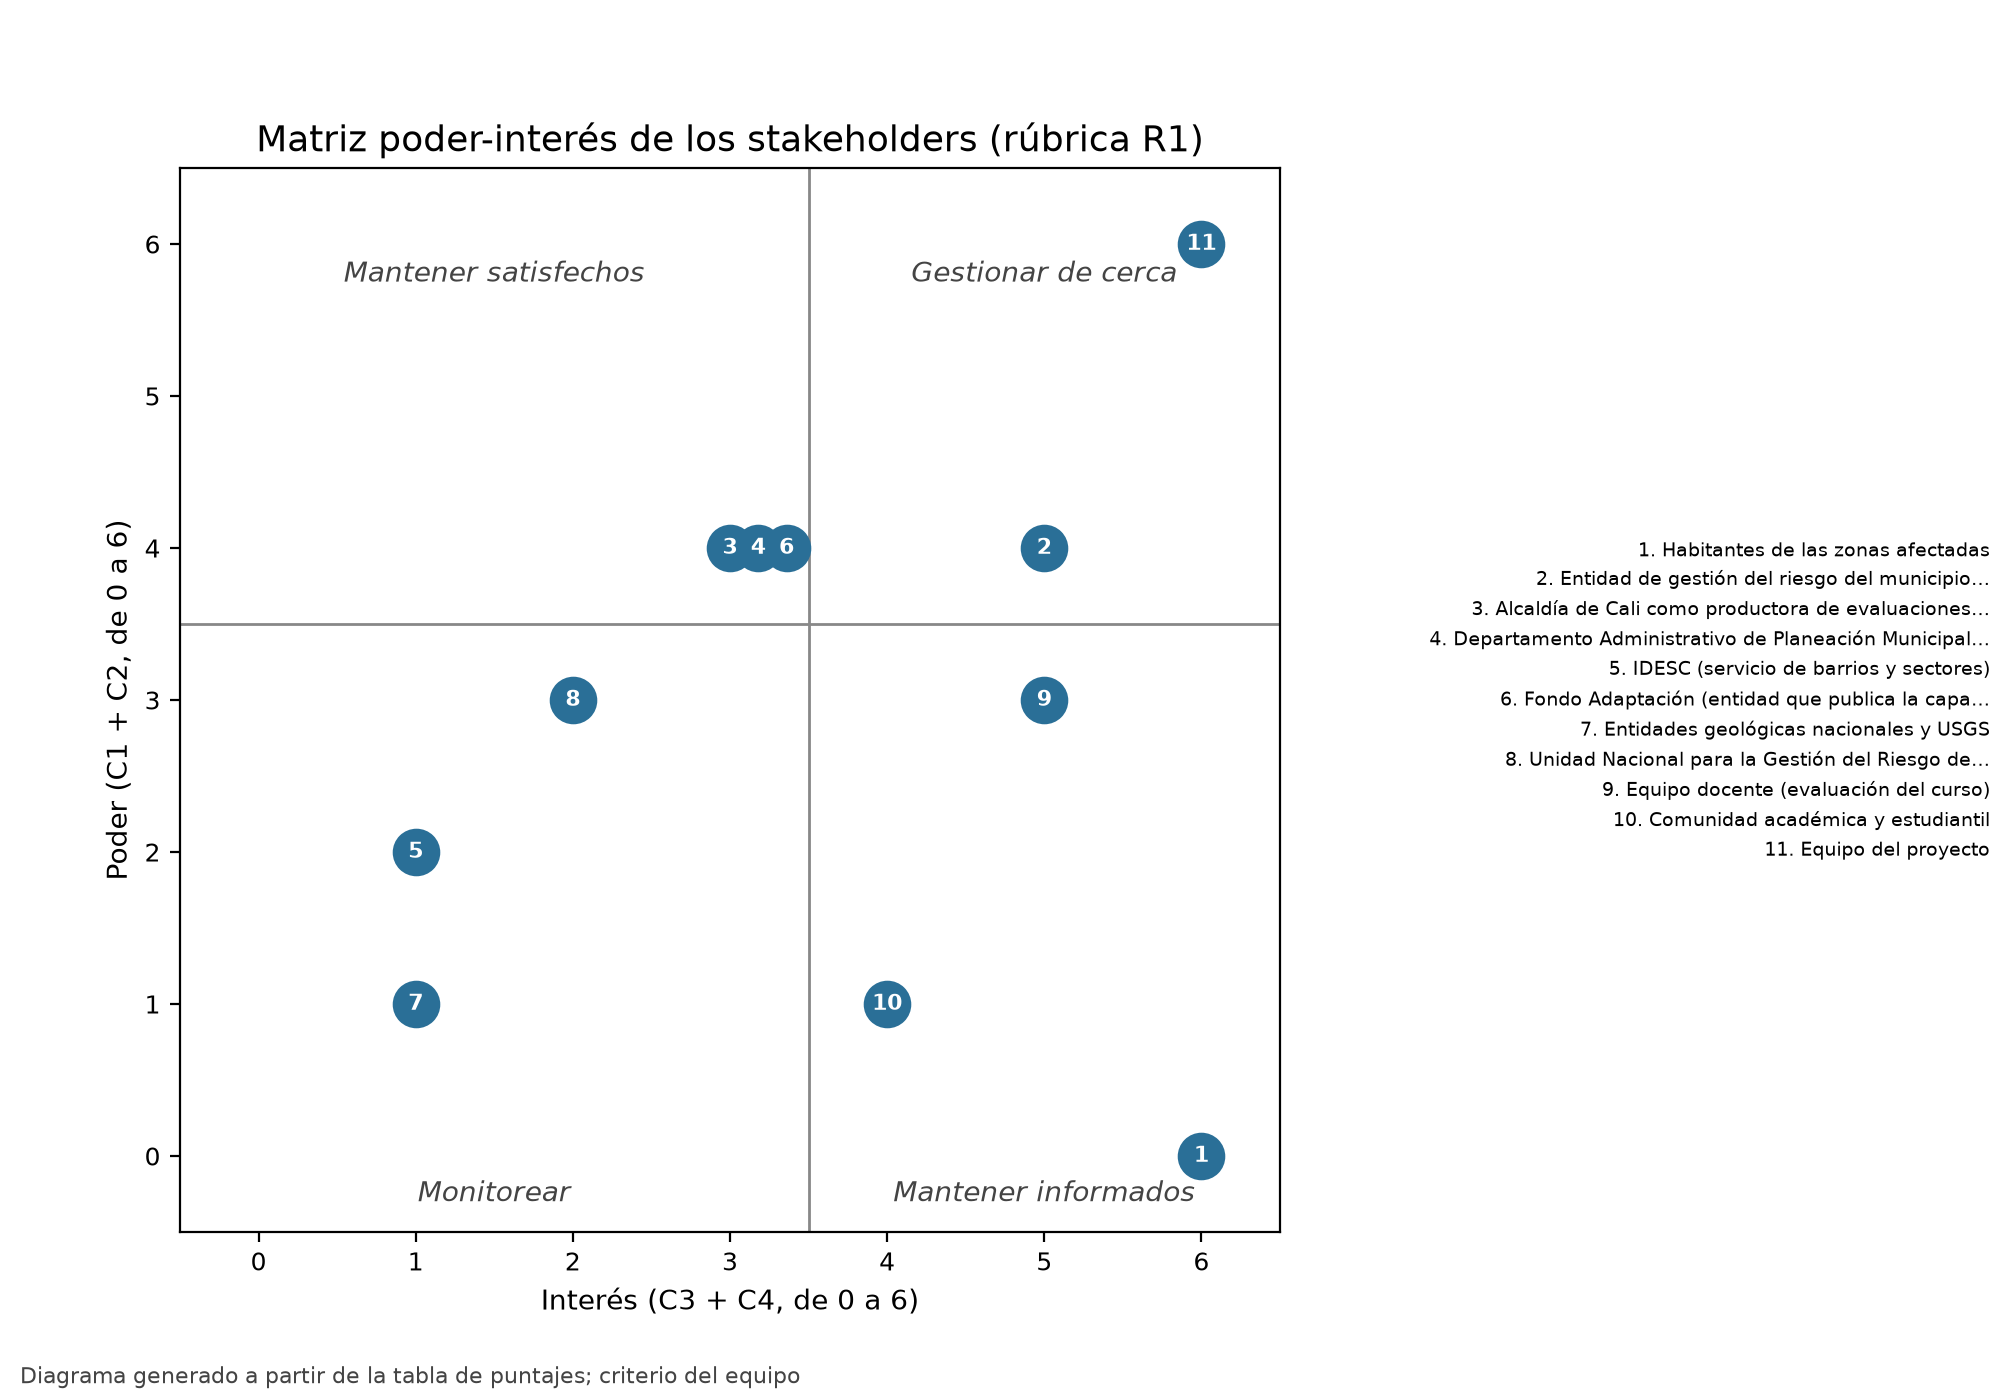 Matriz poder-interés de los stakeholders (rúbrica R1)
Poder (C1 + C2, de 0 a 6)
6
5
4
3
2
1
0
Mantener satisfechos
Gestionar de cerca
11
3
4
6
2
8
9
5
7
10
1
Monitorear
Mantener informados
0
1
2
3
4
5
6
Interés (C3 + C4, de 0 a 6)
1. Habitantes de las zonas afectadas
2. Entidad de gestión del riesgo del municipio…
3. Alcaldía de Cali como productora de evaluaciones…
4. Departamento Administrativo de Planeación Municipal…
5. IDESC (servicio de barrios y sectores)
6. Fondo Adaptación (entidad que publica la capa…
7. Entidades geológicas nacionales y USGS
8. Unidad Nacional para la Gestión del Riesgo de…
9. Equipo docente (evaluación del curso)
10. Comunidad académica y estudiantil
11. Equipo del proyecto
Diagrama generado a partir de la tabla de puntajes; criterio del equipo